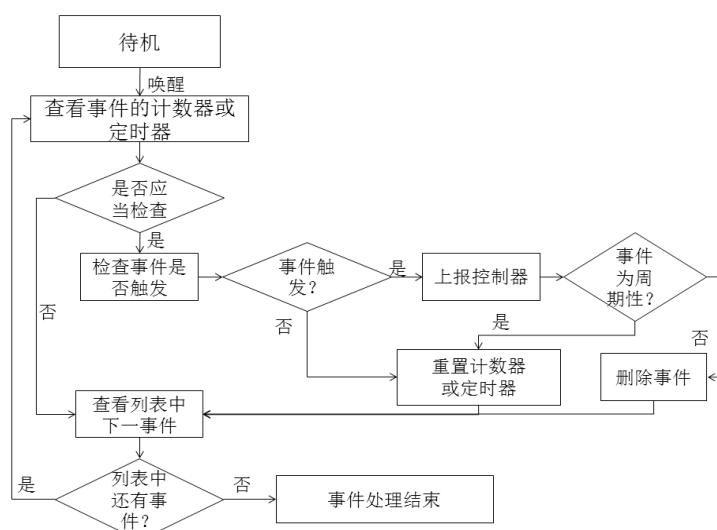 待机
唤醒
查看事件的计数器或
定时器
是否应
当检查
是
否
检查事件是
否触发
事件触
发？
是
上报控制器
事件
为周
期性？
否
是
否
重置计数器
或定时器
删除事件
查看列表中
下一事件
是
列表中
还有事
件？
否
事件处理结束